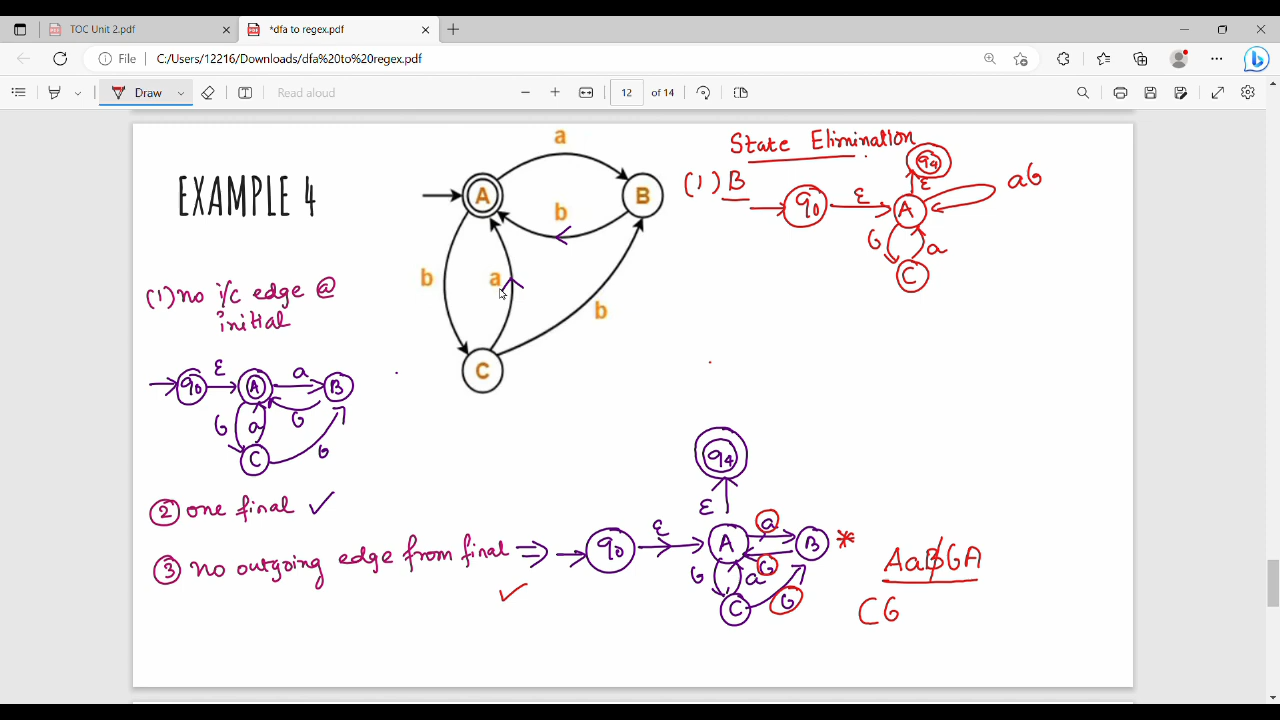 TOC Unit 2.pdf
*dfa to regex.pdf
File
C:/Users/12216/Downloads/dfa%20to%20regex.pdf
Draw
Read aloud
12 of 14
EXAMPLE 4
a
A
B
b
b
a
b
C
State Elimination
(1) B
q0
ε
A
q4
ε
ab
b
a
C
(1) no i/c edge @
initial
q0
ε
A
a
B
b
b
a
C
b
② one final ✓
③ no outgoing edge from final ⇒
✓
q4
ε
q0
ε
A
a
B
*
b
b
a
C
b
AaBbA
Cb